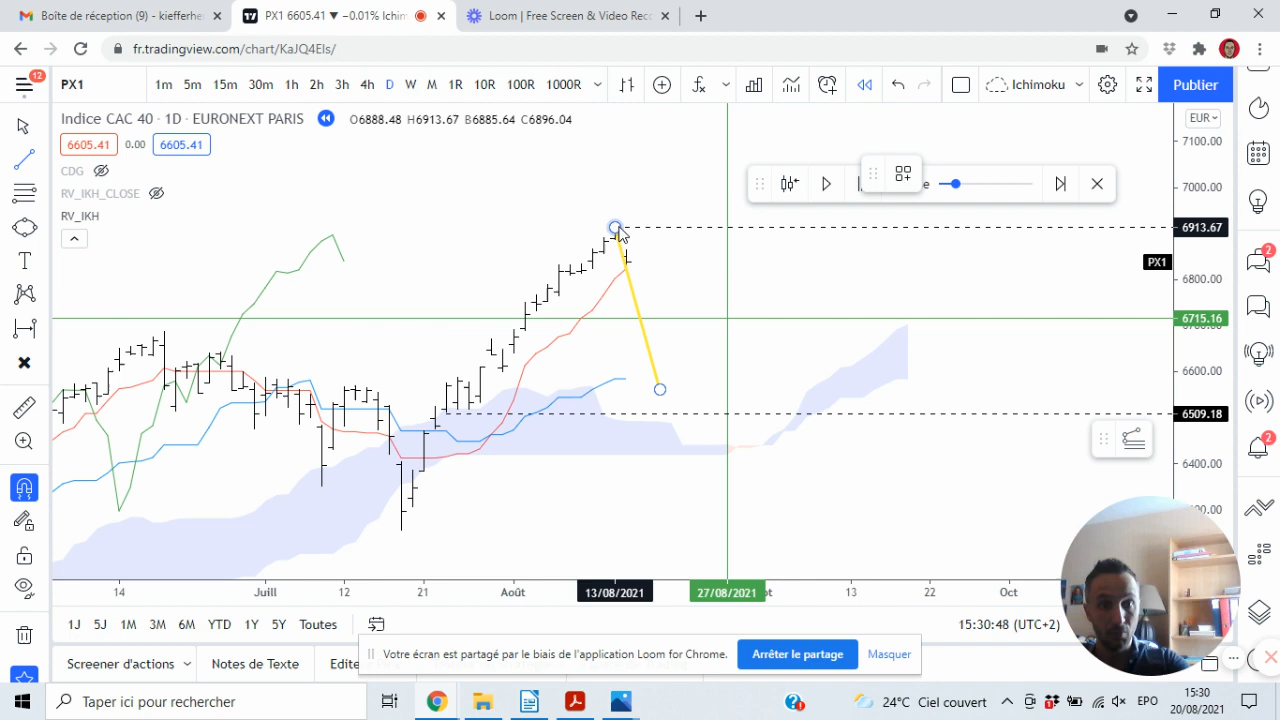 Boîte de réception (9) - kiefferhe
PX1 6605.41 ▼ −0.01% Ichim
Loom | Free Screen & Video Rec
fr.tradingview.com/chart/KaJQ4EIs/
12
PX1
1m 5m 15m 30m 1h 2h 3h 4h D W M 1R 10R 100R 1000R
Ichimoku
Publier
Indice CAC 40 · 1D · EURONEXT PARIS
O6888.48 H6913.67 B6885.64 C6896.04
EUR
6605.41 0.00 6605.41
7100.00
CDG
RV_IKH_CLOSE
7000.00
RV_IKH
6913.67
PX1
6800.00
6715.16
6600.00
6509.18
6400.00
2
2
14 Juill 12 21 Août 13/08/2021 27/08/2021 13 22 Oct
1J 5J 1M 3M 6M YTD 1V 5Y Toutes
15:30:48 (UTC+2)
Screener d'actions
Notes de Texte
Votre écran est partagé par le biais de l'application Loom for Chrome.
Arrêter le partage
Masquer
Taper ici pour rechercher
24°C Ciel couvert
EPO
15:30
20/08/2021